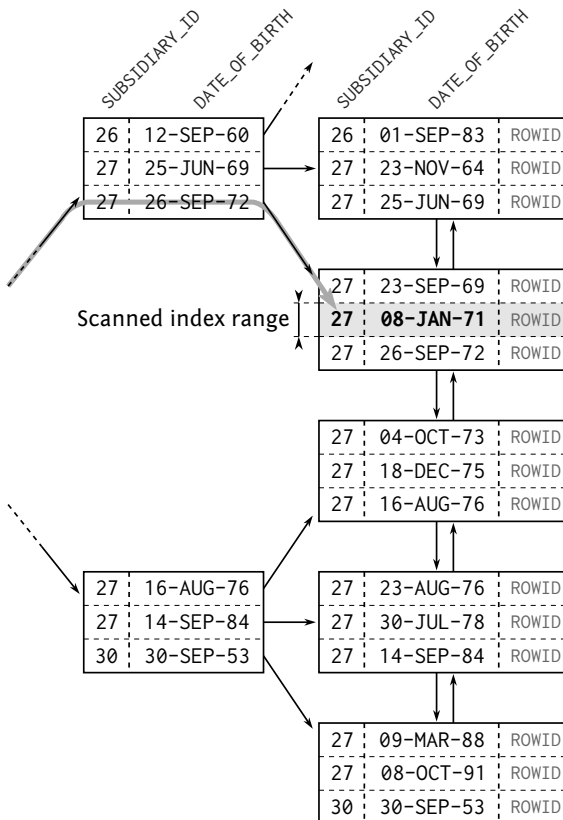 SUBSIDIARY_ID DATE_OF_BIRTH SUBSIDIARY_ID DATE_OF_BIRTH
26 12-SEP-60
27 25-JUN-69
27 26-SEP-72
26 01-SEP-83 ROWID
27 23-NOV-64 ROWID
27 25-JUN-69 ROWID
27 23-SEP-69 ROWID
Scanned index range
27 08-JAN-71 ROWID
27 26-SEP-72 ROWID
27 04-OCT-73 ROWID
27 18-DEC-75 ROWID
27 16-AUG-76 ROWID
27 16-AUG-76
27 14-SEP-84
30 30-SEP-53
27 23-AUG-76 ROWID
27 30-JUL-78 ROWID
27 14-SEP-84 ROWID
27 09-MAR-88 ROWID
27 08-OCT-91 ROWID
30 30-SEP-53 ROWID